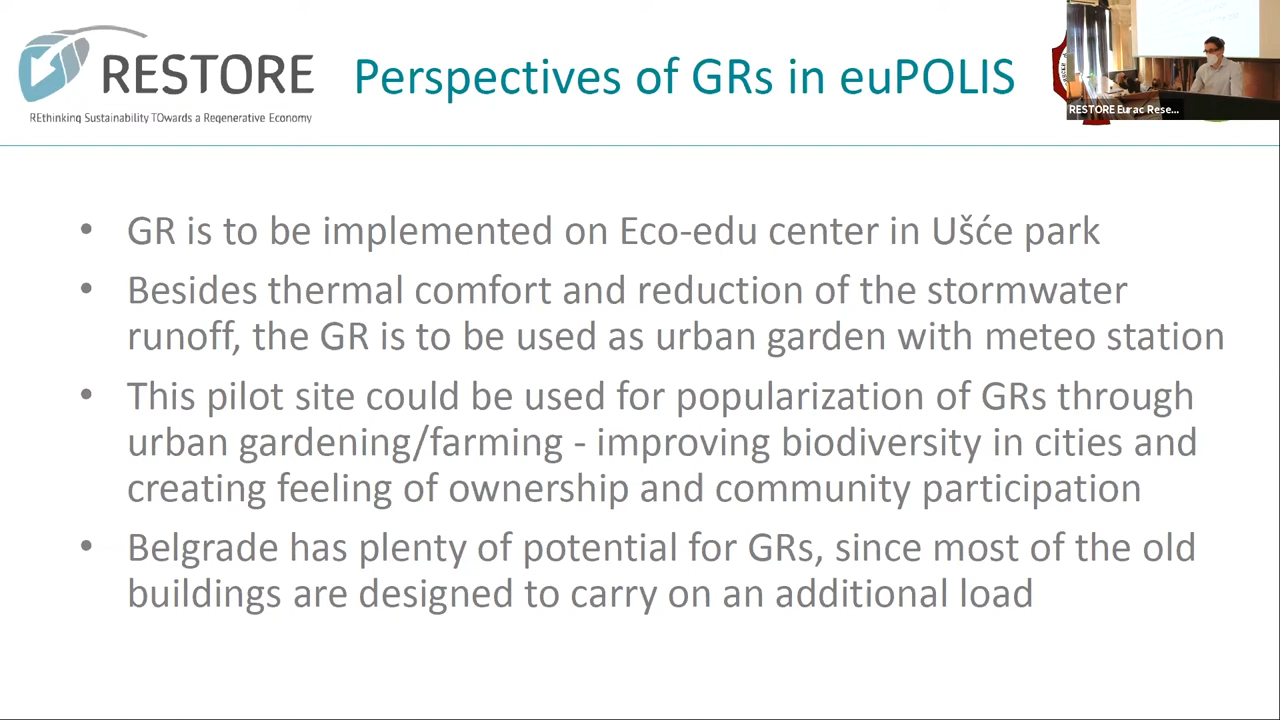 RESTORE
REthinking Sustainability TOwards a Regenerative Economy
Perspectives of GRs in euPOLIS
RESTORE Eurac Rese...
• GR is to be implemented on Eco-edu center in Ušće park
• Besides thermal comfort and reduction of the stormwater
runoff, the GR is to be used as urban garden with meteo station
• This pilot site could be used for popularization of GRs through
urban gardening/farming - improving biodiversity in cities and
creating feeling of ownership and community participation
• Belgrade has plenty of potential for GRs, since most of the old
buildings are designed to carry on an additional load